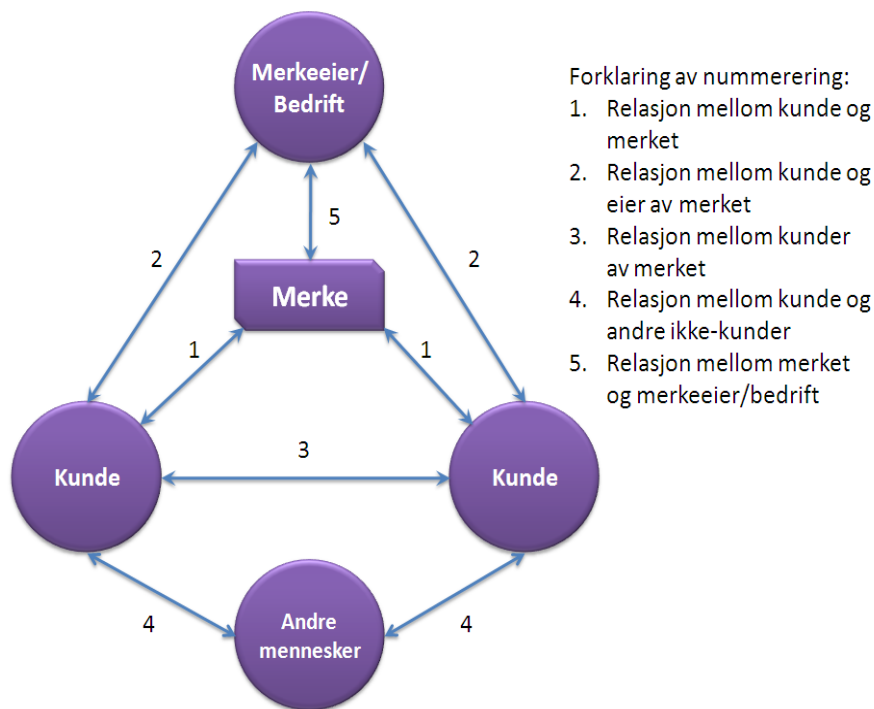 Merkeeier/
Bedrift
Forklaring av nummerering:
1. Relasjon mellom kunde og
merket
2. Relasjon mellom kunde og
eier av merket
3. Relasjon mellom kunder
av merket
4. Relasjon mellom kunde og
andre ikke-kunder
5. Relasjon mellom merket
og merkeeier/bedrift
5
2
2
Merke
1
1
3
Kunde
Kunde
4
4
Andre
mennesker